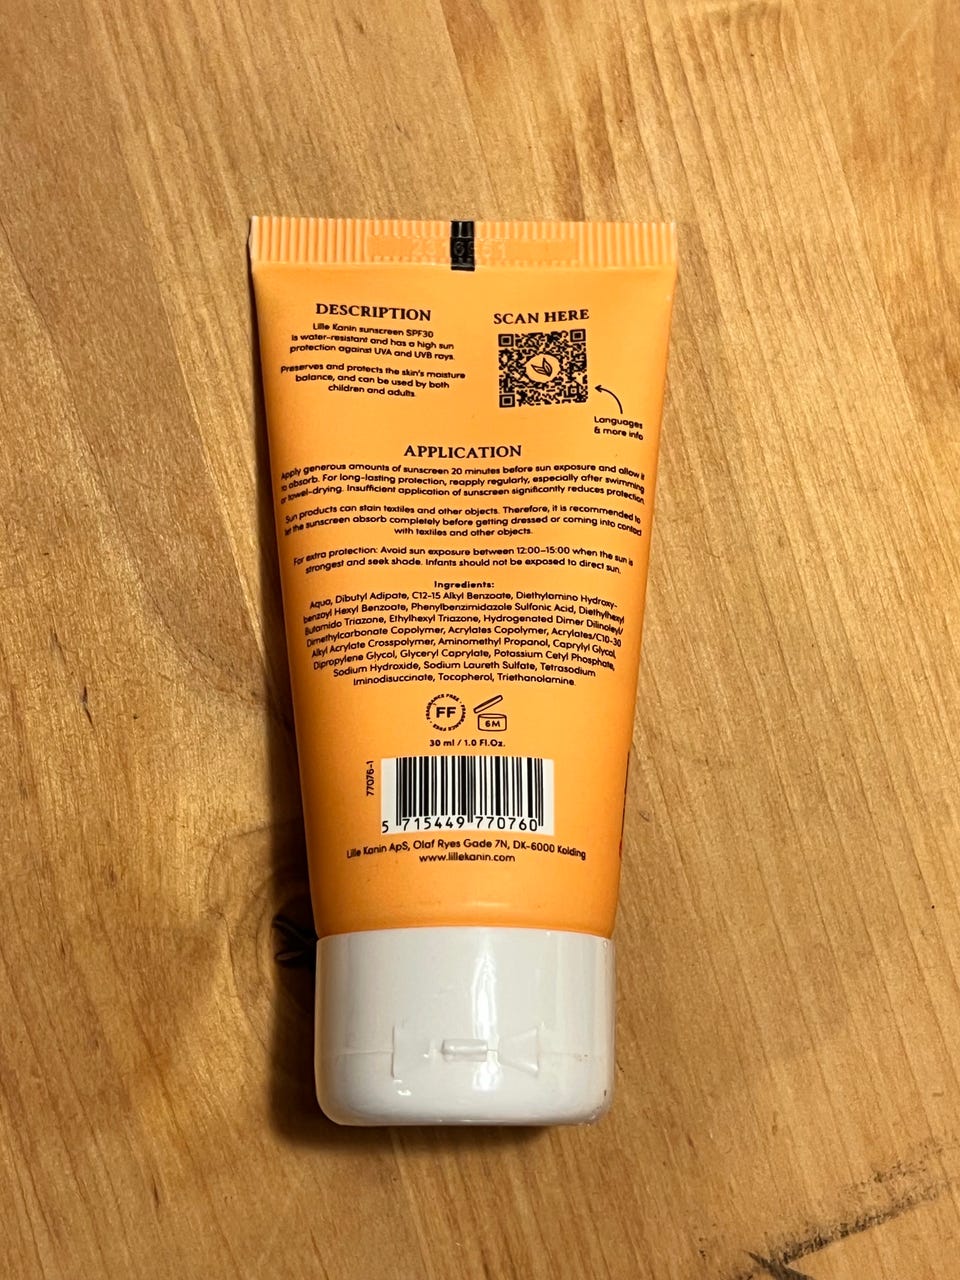 DESCRIPTION
Lille Kanin sunscreen SPF30
is water-resistant and has a high sun
protection against UVA and UVB rays.
Preserves and protects the skin's moisture
balance, and can be used by both
children and adults.
SCAN HERE
Languages
& more info
APPLICATION
Apply generous amounts of sunscreen 20 minutes before sun exposure and allow it
to absorb. For long-lasting protection, reapply regularly, especially after swimming
or towel-drying. Insufficient application of sunscreen significantly reduces protection.
Sun products can stain textiles and other objects. Therefore, it is recommended to
let the sunscreen absorb completely before getting dressed or coming into contact
with textiles and other objects.
For extra protection: Avoid sun exposure between 12:00–15:00 when the sun is
strongest and seek shade. Infants should not be exposed to direct sun.
Ingredients:
Aqua, Dibutyl Adipate, C12-15 Alkyl Benzoate, Diethylamino Hydroxy-
benzoyl Hexyl Benzoate, Phenylbenzimidazole Sulfonic Acid, Diethylhexyl
Butamido Triazone, Ethylhexyl Triazone, Hydrogenated Dimer Dilinoleyl/
Dimethylcarbonate Copolymer, Acrylates Copolymer, Acrylates/C10-30
Alkyl Acrylate Crosspolymer, Aminomethyl Propanol, Caprylyl Glycol,
Dipropylene Glycol, Glyceryl Caprylate, Potassium Cetyl Phosphate,
Sodium Hydroxide, Sodium Laureth Sulfate, Tetrasodium
Iminodisuccinate, Tocopherol, Triethanolamine.
FRAGRANCE FREE • FRAGRANCE FREE •
FF
6M
30 ml / 1.0 Fl.Oz.
77076-1
5 715449 770760
Lille Kanin ApS, Olaf Ryes Gade 7N, DK-6000 Kolding
www.lillekanin.com